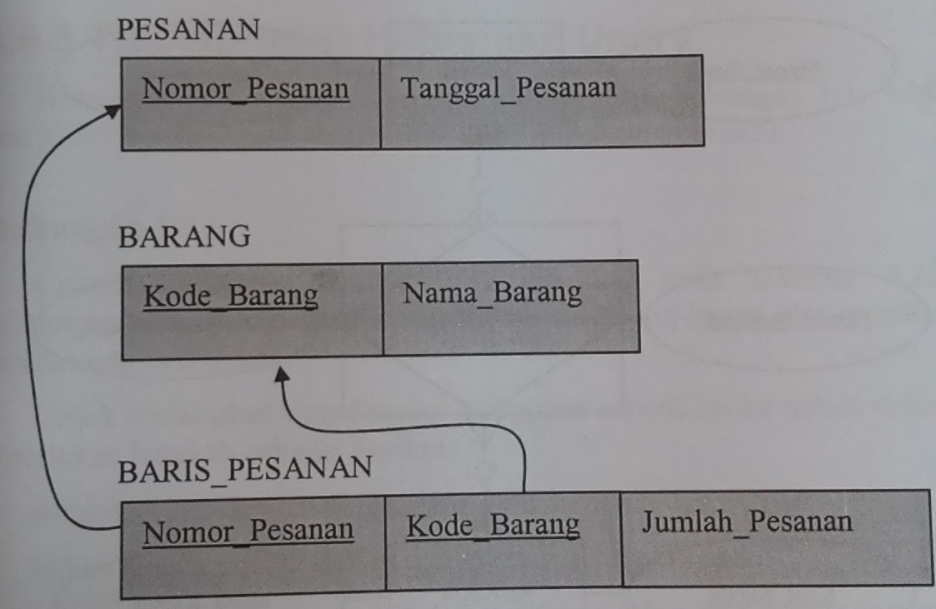 PESANAN
Nomor_Pesanan Tanggal_Pesanan
BARANG
Kode_Barang Nama_Barang
BARIS_PESANAN
Nomor_Pesanan Kode_Barang Jumlah_Pesanan